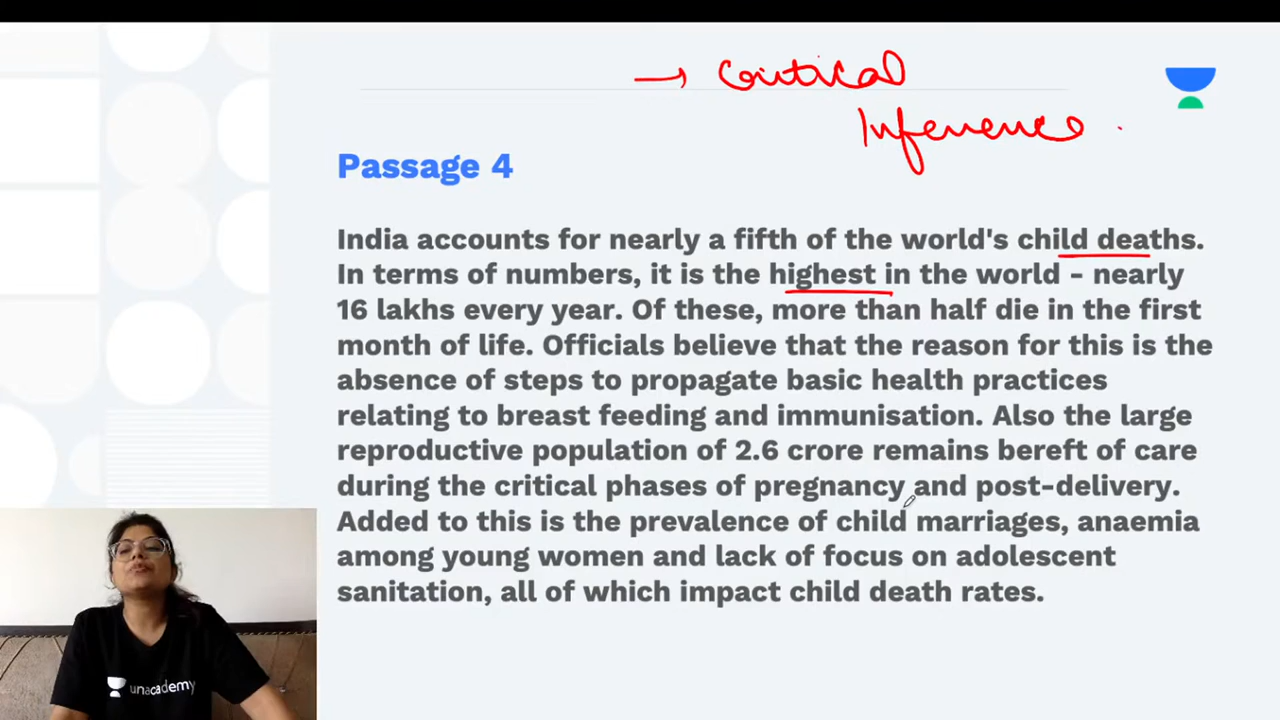 → Critical
Inference.
Passage 4
India accounts for nearly a fifth of the world's child deaths.
In terms of numbers, it is the highest in the world - nearly
16 lakhs every year. Of these, more than half die in the first
month of life. Officials believe that the reason for this is the
absence of steps to propagate basic health practices
relating to breast feeding and immunisation. Also the large
reproductive population of 2.6 crore remains bereft of care
during the critical phases of pregnancy and post-delivery.
Added to this is the prevalence of child marriages, anaemia
among young women and lack of focus on adolescent
sanitation, all of which impact child death rates.
unacademy